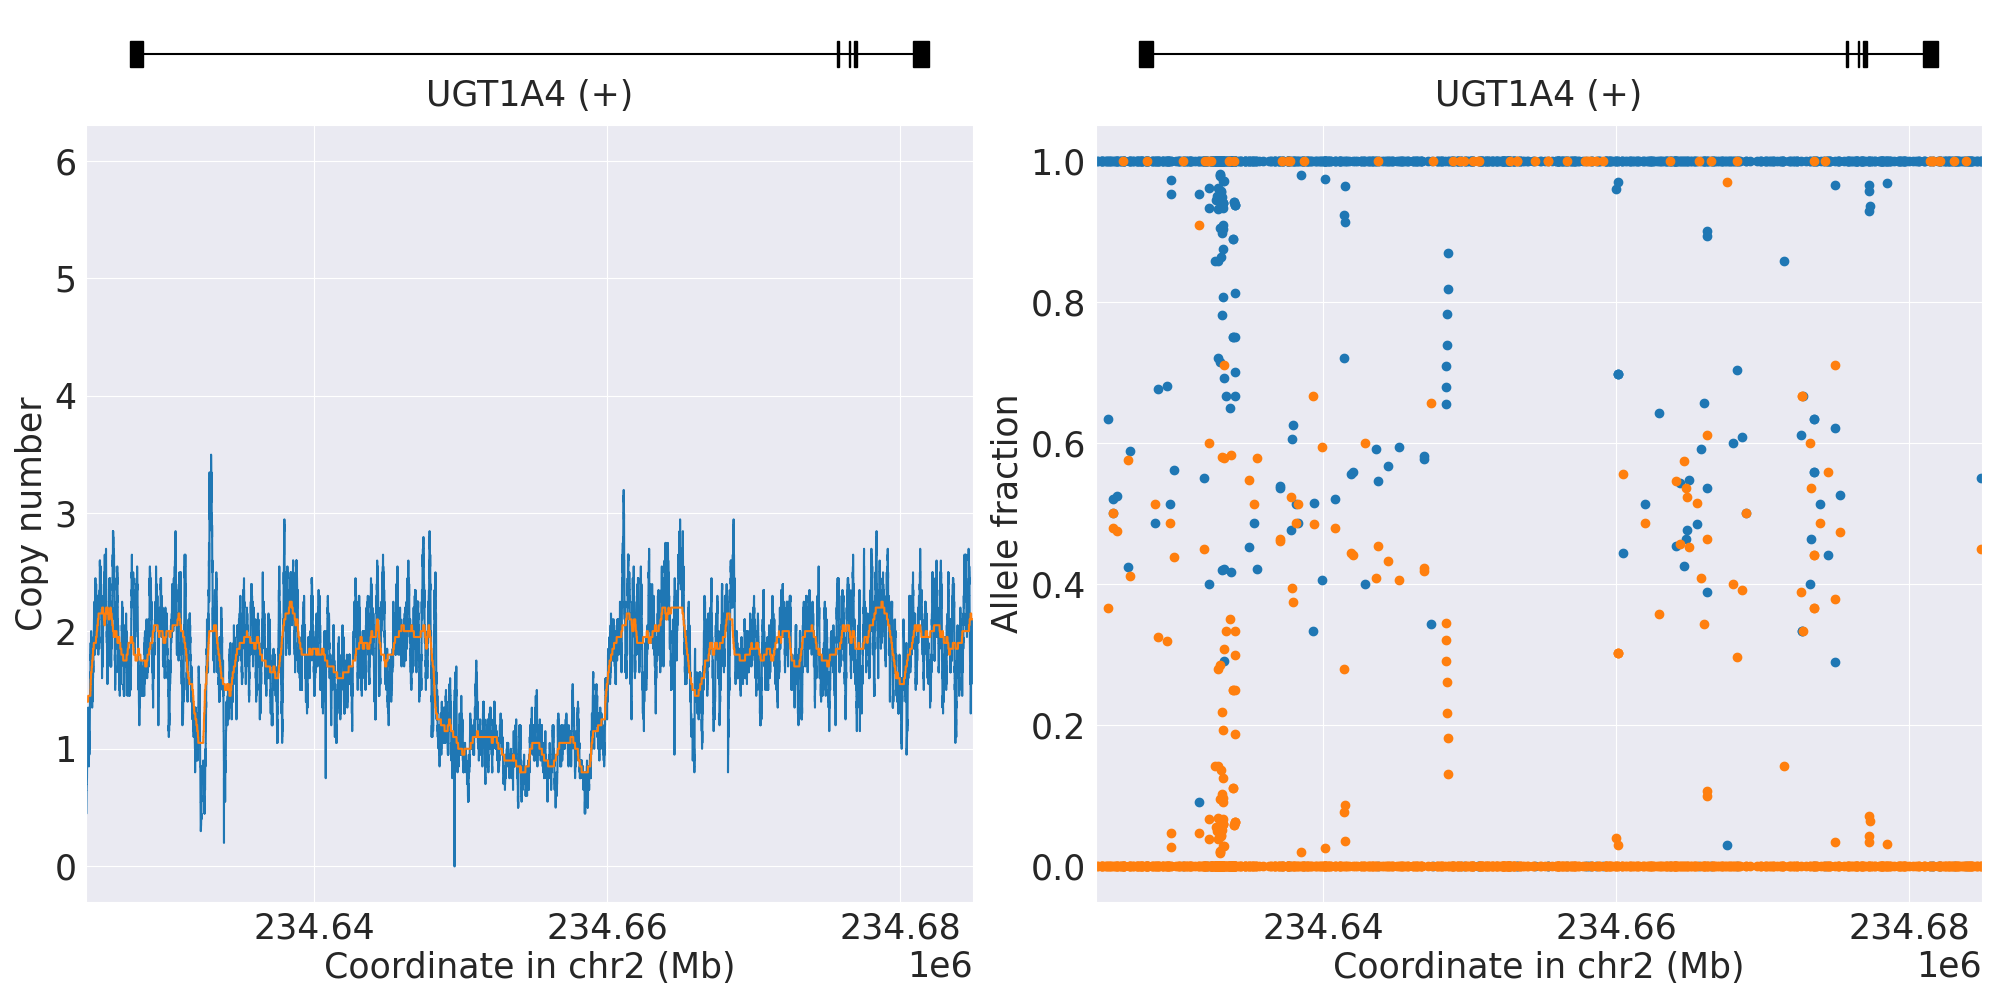 UGT1A4 (+)
Copy number
6
5
4
3
2
1
0
234.64 234.66 234.68
1e6
Coordinate in chr2 (Mb)
UGT1A4 (+)
Allele fraction
1.0
0.8
0.6
0.4
0.2
0.0
234.64 234.66 234.68
1e6
Coordinate in chr2 (Mb)